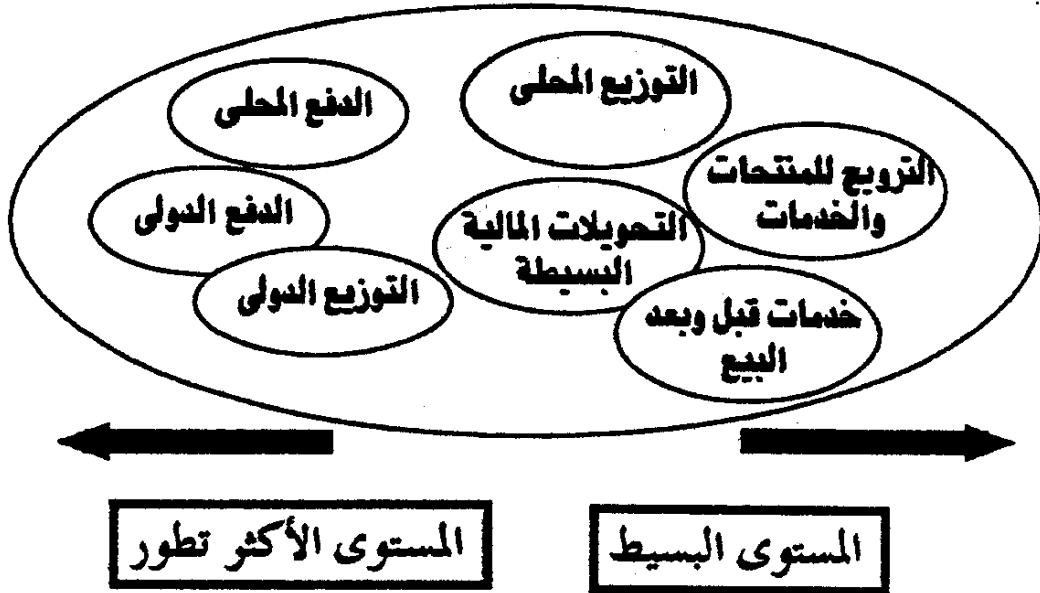 التوزيع المحلى
الدفع المحلى
الترويج للمنتجات
والخدمات
الدفع الدولى
التحويلات المالية
البسيطة
التوزيع الدولى
خدمات قبل وبعد
البيع
المستوى البسيط
المستوى الأكثر تطور